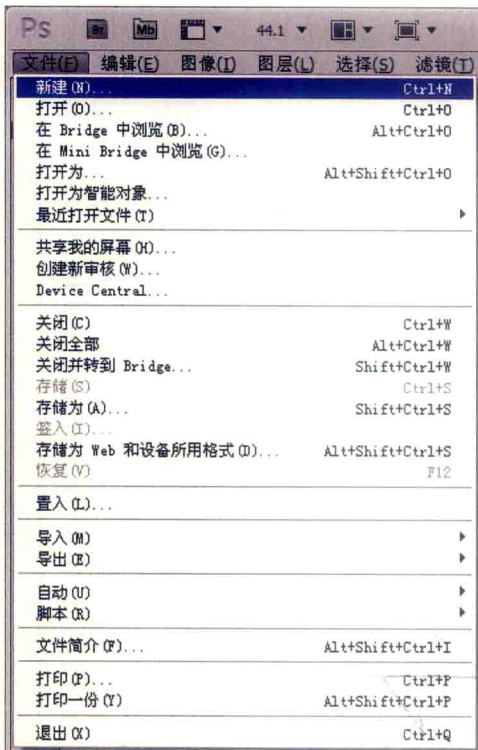 Ps Br Mb 44.1
文件(F) 编辑(E) 图像(I) 图层(L) 选择(S) 滤镜(T)
新建(N)... Ctrl+N
打开(O)... Ctrl+O
在 Bridge 中浏览(B)... Alt+Ctrl+O
在 Mini Bridge 中浏览(G)...
打开为... Alt+Shift+Ctrl+O
打开为智能对象...
最近打开文件(T)
共享我的屏幕(H)...
创建新审核(W)...
Device Central...
关闭(C) Ctrl+W
关闭全部 Alt+Ctrl+W
关闭并转到 Bridge... Shift+Ctrl+W
存储(S) Ctrl+S
存储为(A)... Shift+Ctrl+S
签入(I)...
存储为 Web 和设备所用格式(D)... Alt+Shift+Ctrl+S
恢复(V) F12
置入(L)...
导入(M)
导出(E)
自动(U)
脚本(R)
文件简介(F)... Alt+Shift+Ctrl+I
打印(P)... Ctrl+P
打印一份(Y) Alt+Shift+Ctrl+P
退出(X) Ctrl+Q